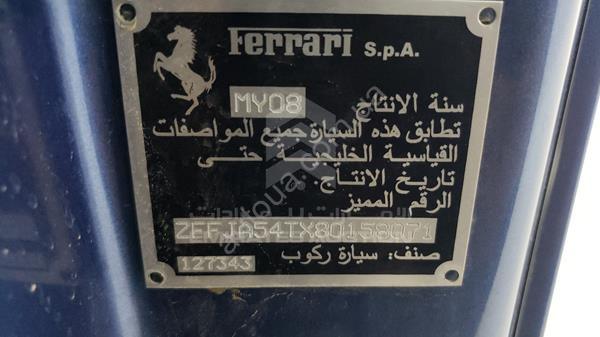 Ferrari S.p.A.
سنة الانتاج MY08
تطابق هذه السيارة جميع المواصفات
القياسية الخليجية حتى
تاريخ الانتاج.
الرقم المميز
ZFFJA54TX80158071
صنف: سيارة ركوب
127343